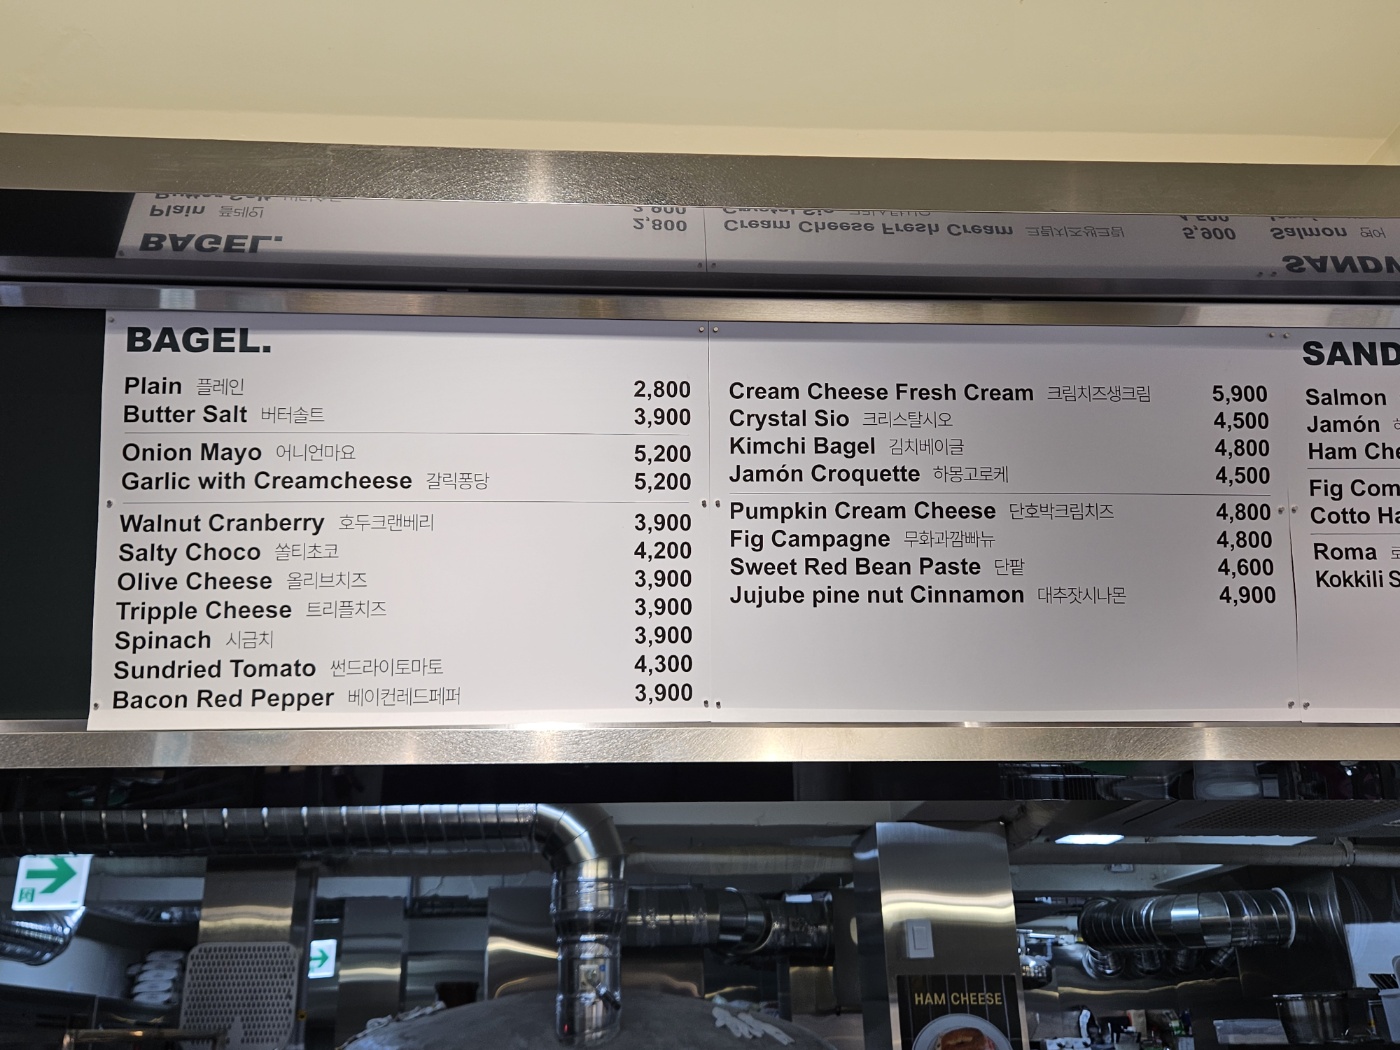 BAGEL.
Plain 플레인 2,800
Butter Salt 버터솔트 3,900
Onion Mayo 어니언마요 5,200
Garlic with Creamcheese 갈릭퐁당 5,200
Walnut Cranberry 호두크랜베리 3,900
Salty Choco 쏠티초코 4,200
Olive Cheese 올리브치즈 3,900
Tripple Cheese 트리플치즈 3,900
Spinach 시금치 3,900
Sundried Tomato 썬드라이토마토 4,300
Bacon Red Pepper 베이컨레드페퍼 3,900
Cream Cheese Fresh Cream 크림치즈생크림 5,900
Crystal Sio 크리스탈시오 4,500
Kimchi Bagel 김치베이글 4,800
Jamón Croquette 하몽고로케 4,500
Pumpkin Cream Cheese 단호박크림치즈 4,800
Fig Campagne 무화과깜빠뉴 4,800
Sweet Red Bean Paste 단팥 4,600
Jujube pine nut Cinnamon 대추잣시나몬 4,900
SAND
Salmon
Jamón
Ham Che
Fig Com
Cotto Ha
Roma
Kokkili S
HAM CHEESE